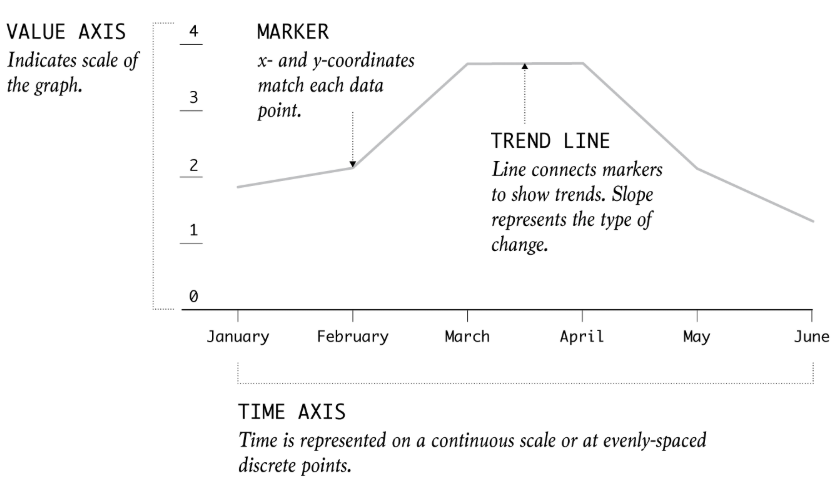 VALUE AXIS
Indicates scale of
the graph.
4
3
2
1
0
MARKER
x- and y-coordinates
match each data
point.
TREND LINE
Line connects markers
to show trends. Slope
represents the type of
change.
January February March April May June
TIME AXIS
Time is represented on a continuous scale or at evenly-spaced
discrete points.